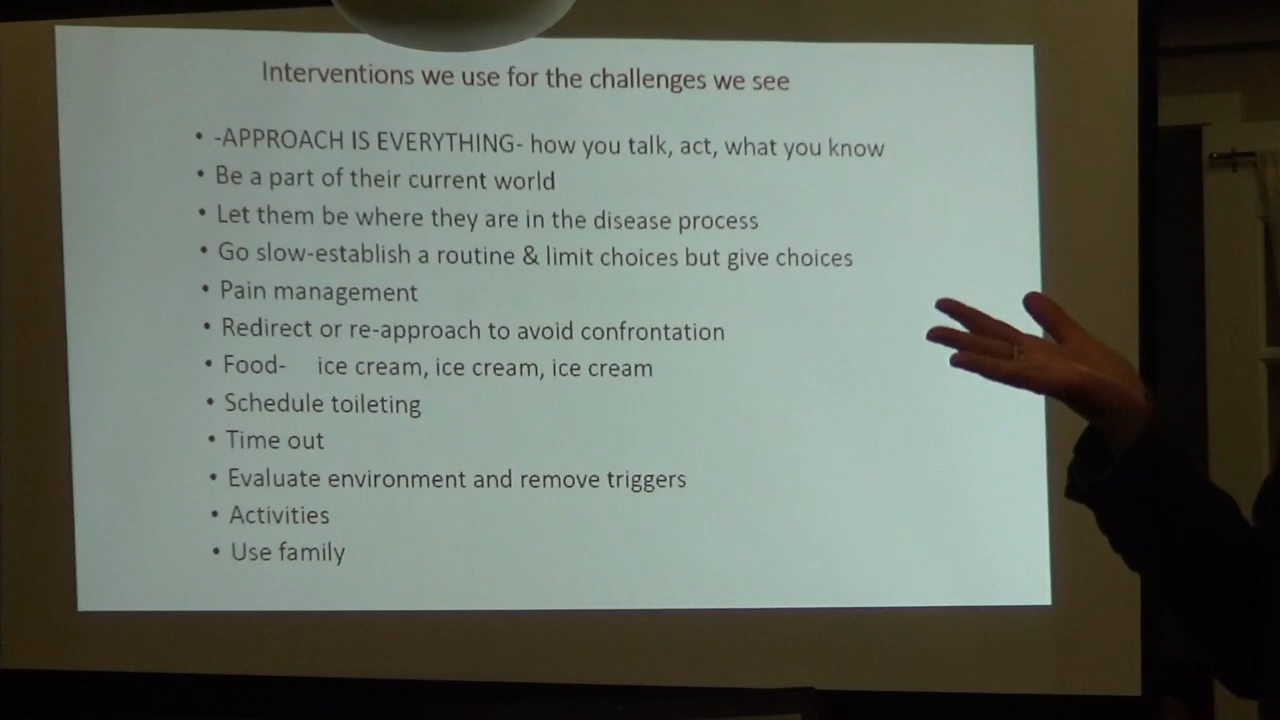 Interventions we use for the challenges we see
• -APPROACH IS EVERYTHING- how you talk, act, what you know
• Be a part of their current world
• Let them be where they are in the disease process
• Go slow-establish a routine & limit choices but give choices
• Pain management
• Redirect or re-approach to avoid confrontation
• Food- ice cream, ice cream, ice cream
• Schedule toileting
• Time out
• Evaluate environment and remove triggers
• Activities
• Use family